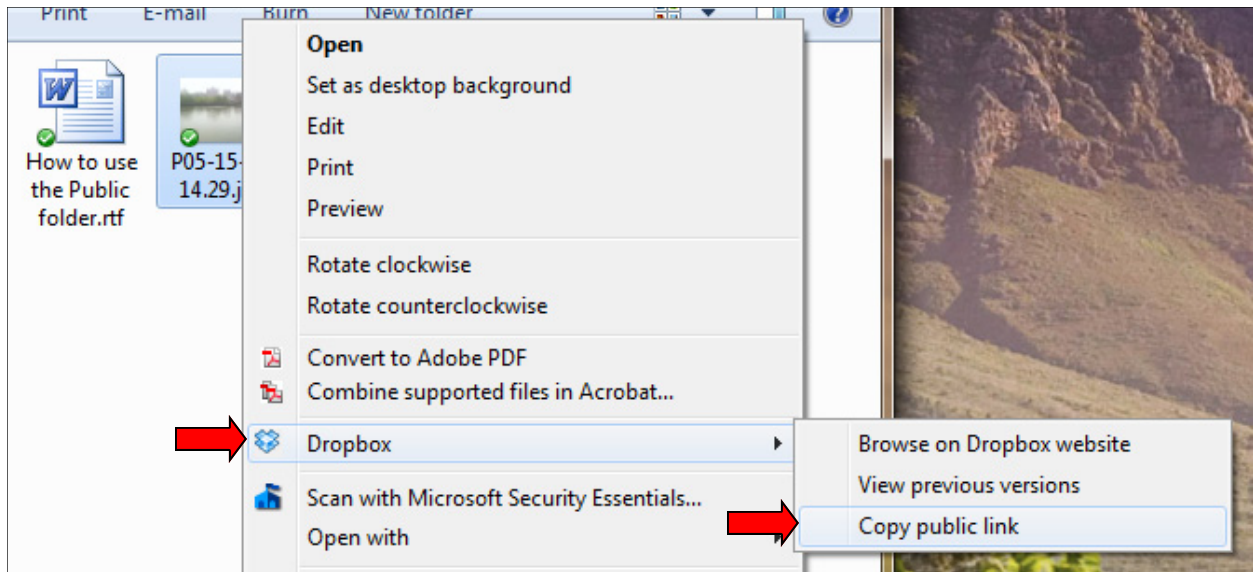 Print E-mail Burn New folder
How to use
the Public
folder.rtf
P05-15-
14.29.j
Open
Set as desktop background
Edit
Print
Preview
Rotate clockwise
Rotate counterclockwise
Convert to Adobe PDF
Combine supported files in Acrobat...
Dropbox
Scan with Microsoft Security Essentials...
Open with
Browse on Dropbox website
View previous versions
Copy public link